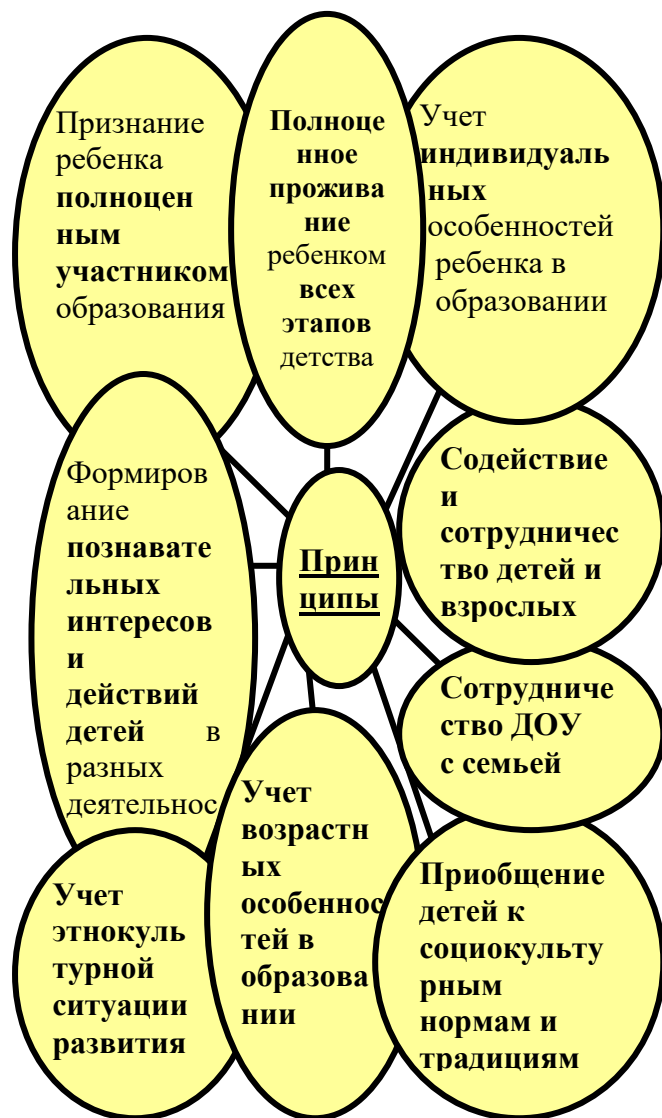 Признание
ребенка
полноцен
ным
участником
образования
Полноце
нное
прожива
ние
ребенком
всех
этапов
детства
Учет
индивидуаль
ных
особенностей
ребенка в
образовании
Формиров
ание
познавате
льных
интересов
и
действий
детей в
разных
деятельнос
Прин
ципы
Содействие
и
сотрудничес
тво детей и
взрослых
Сотрудниче
ство ДОУ
с семьей
Учет
этнокуль
турной
ситуации
развития
Учет
возрастн
ых
особеннос
тей в
образова
нии
Приобщение
детей к
социокульту
рным
нормам и
традициям